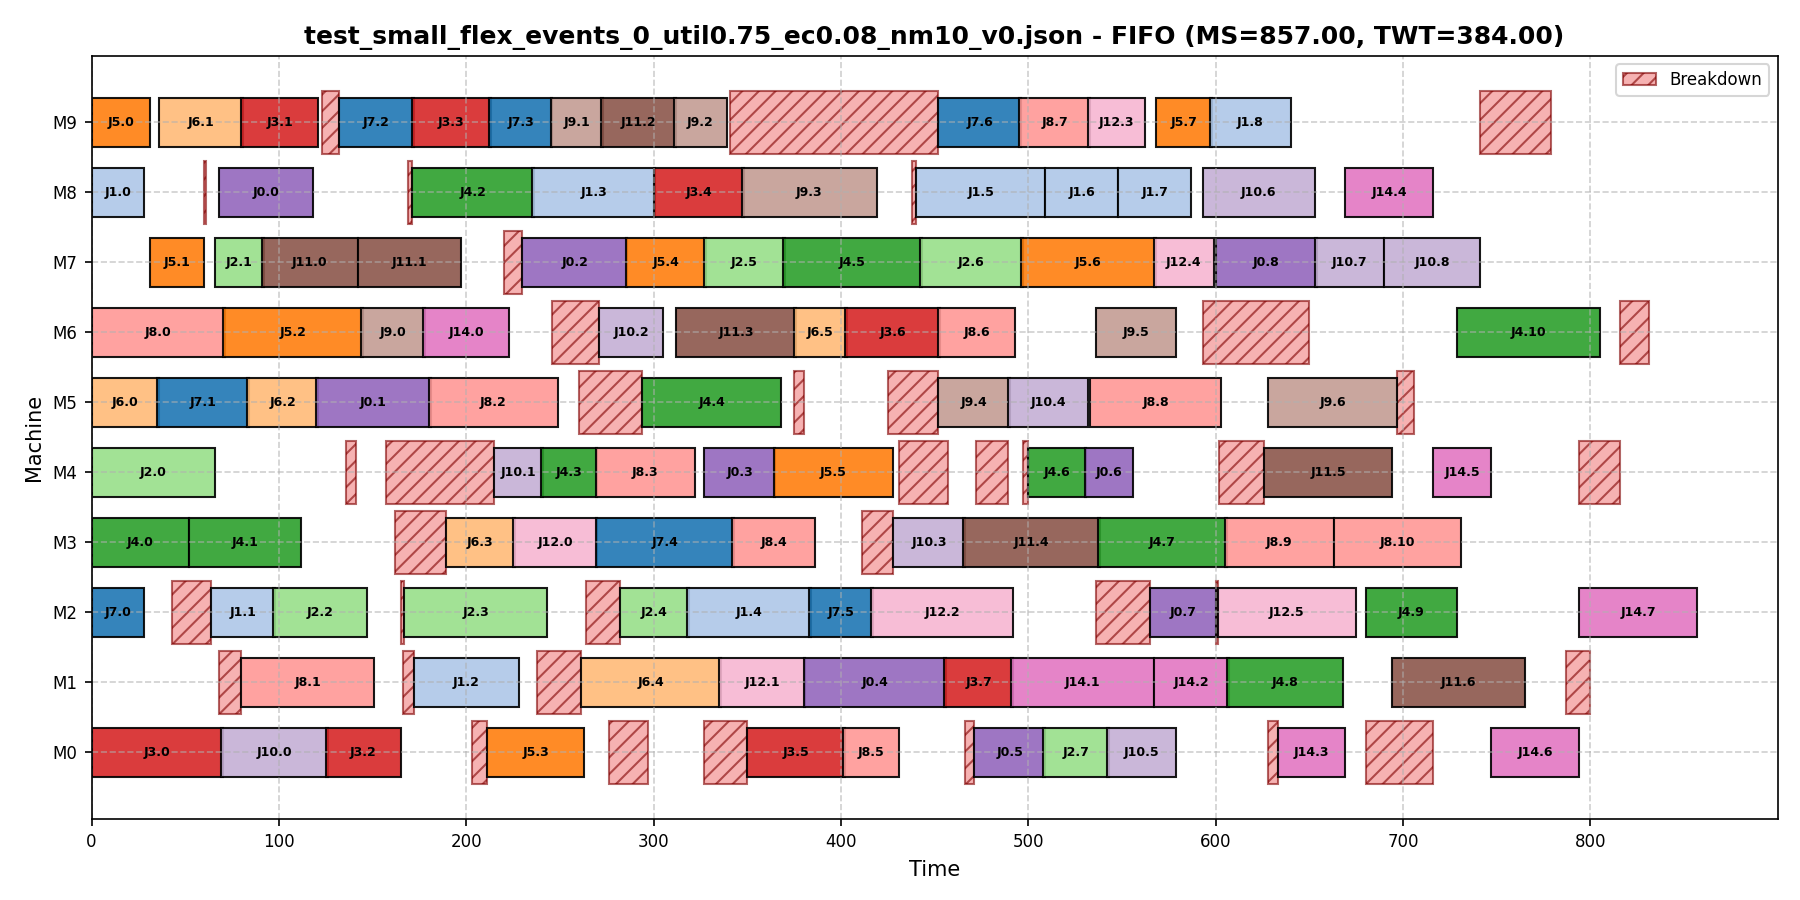 test_small_flex_events_0_util0.75_ec0.08_nm10_v0.json - FIFO (MS=857.00, TWT=384.00)
Breakdown
M9 J5.0 J6.1 J3.1 J7.2 J3.3 J7.3 J9.1 J11.2 J9.2 J7.6 J8.7 J12.3 J5.7 J1.8
M8 J1.0 J0.0 J4.2 J1.3 J3.4 J9.3 J1.5 J1.6 J1.7 J10.6 J14.4
M7 J5.1 J2.1 J11.0 J11.1 J0.2 J5.4 J2.5 J4.5 J2.6 J5.6 J12.4 J0.8 J10.7 J10.8
M6 J8.0 J5.2 J9.0 J14.0 J10.2 J11.3 J6.5 J3.6 J8.6 J9.5 J4.10
M5 J6.0 J7.1 J6.2 J0.1 J8.2 J4.4 J9.4 J10.4 J8.8 J9.6
M4 J2.0 J10.1 J4.3 J8.3 J0.3 J5.5 J4.6 J0.6 J11.5 J14.5
M3 J4.0 J4.1 J6.3 J12.0 J7.4 J8.4 J10.3 J11.4 J4.7 J8.9 J8.10
M2 J7.0 J1.1 J2.2 J2.3 J2.4 J1.4 J7.5 J12.2 J0.7 J12.5 J4.9 J14.7
M1 J8.1 J1.2 J6.4 J12.1 J0.4 J3.7 J14.1 J14.2 J4.8 J11.6
M0 J3.0 J10.0 J3.2 J5.3 J3.5 J8.5 J0.5 J2.7 J10.5 J14.3 J14.6
Machine
0 100 200 300 400 500 600 700 800
Time